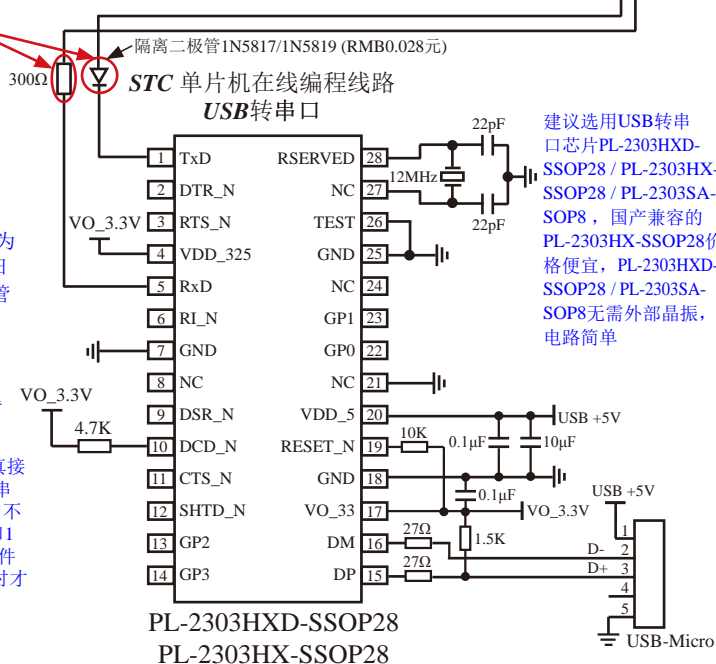 隔离二极管1N5817/1N5819 (RMB0.028元)
300Ω
STC 单片机在线编程线路
USB转串口
1 TxD
2 DTR_N
3 RTS_N
4 VDD_325
5 RxD
6 RI_N
7 GND
8 NC
9 DSR_N
10 DCD_N
11 CTS_N
12 SHTD_N
13 GP2
14 GP3
RSERVED 28
NC 27
TEST 26
GND 25
NC 24
GP1 23
GP0 22
NC 21
VDD_5 20
RESET_N 19
GND 18
VO_33 17
DM 16
DP 15
VO_3.3V
VO_3.3V
4.7K
22pF
12MHz
22pF
建议选用USB转串
口芯片PL-2303HXD-
SSOP28 / PL-2303HX-
SSOP28 / PL-2303SA-
SOP8 ，国产兼容的
PL-2303HX-SSOP28价
格便宜，PL-2303HXD-
SSOP28 / PL-2303SA-
SOP8无需外部晶振，
电路简单
USB +5V
10K
0.1μF
10μF
0.1μF
VO_3.3V
27Ω
1.5K
27Ω
USB +5V
1
D- 2
D+ 3
4
5
USB-Micro
为
管
接
串
不
1
件
才
PL-2303HXD-SSOP28
PL-2303HX-SSOP28